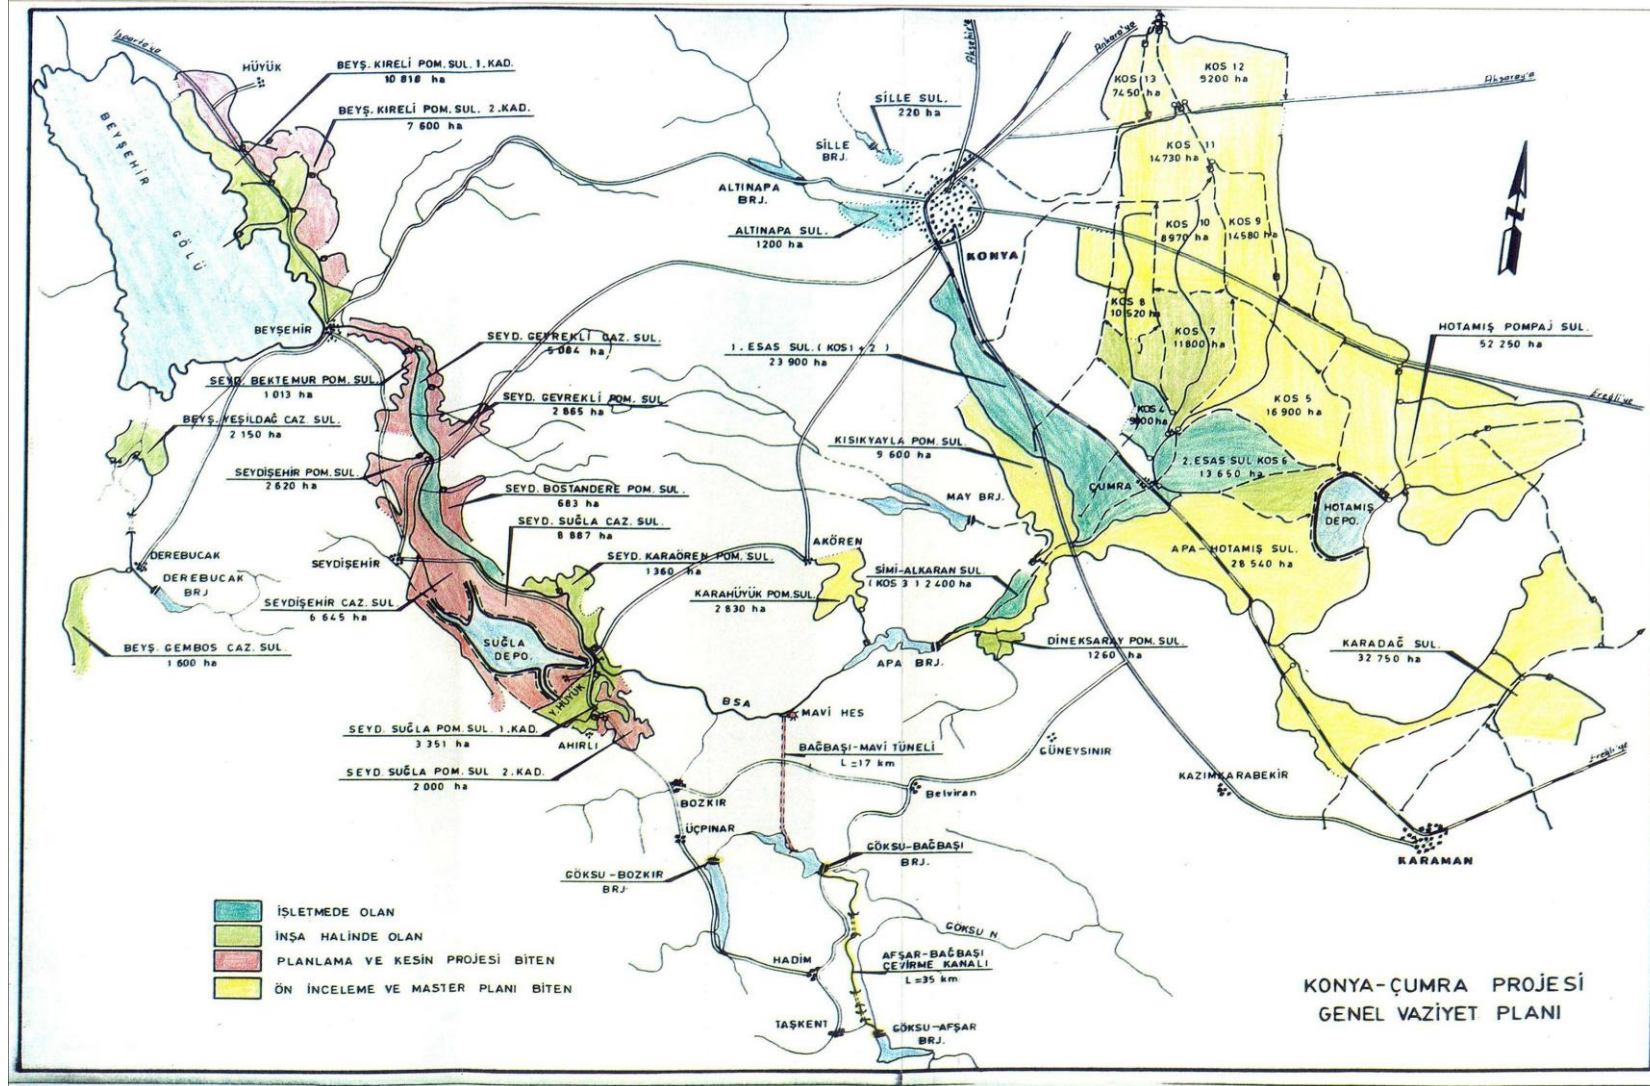 Isparta'ya
HÜYÜK
BEYŞ. KIRELİ POM. SUL. 1. KAD.
10 818 ha
BEYŞ. KIRELİ POM. SUL. 2. KAD.
7 600 ha
BEYŞEHİR GÖLÜ
BEYŞEHİR
SEYD. GEVREKLİ CAZ. SUL.
5 084 ha
SEYD. BEKTEMUR POM. SUL.
1 013 ha
SEYD. GEVREKLİ POM. SUL
2 865 ha
BEYŞ. YEŞİLDAĞ CAZ. SUL.
2 150 ha
SEYDİŞEHİR POM. SUL.
2 620 ha
SEYD. BOSTANDERE POM. SUL.
683 ha
SEYD. SUĞLA CAZ. SUL.
8 887 ha
SEYD. KARAÖREN POM. SUL.
1360 ha
DEREBUCAK
DEREBUCAK
BRJ
SEYDİŞEHİR
SEYDİŞEHİR CAZ. SUL.
6 645 ha
BEYŞ. GEMBOS CAZ. SUL.
1 600 ha
SUĞLA
DEPO.
Y. HÜYÜK
SEYD. SUĞLA POM. SUL. 1. KAD.
3 351 ha
AHIRLI
SEYD. SUĞLA POM. SUL 2. KAD.
2 000 ha
Akşehir'e
Ankara'ya
Aksaray'a
SİLLE SUL.
220 ha
SİLLE
BRJ.
ALTINAPA
BRJ.
ALTINAPA SUL.
1200 ha
KONYA
KOS 13
7450 ha
KOS 12
9200 ha
KOS 11
14730 ha
KOS 10
8970 ha
KOS 9
14580 ha
KOS 8
10 520 ha
KOS 7
11800 ha
KOS 5
16 900 ha
KOS 4
2. ESAS SUL KOS 6
13 650 ha
HOTAMIŞ POMPAJ SUL.
52 250 ha
Ereğli'ye
1. ESAS SUL. ( KOS 1 + 2 )
23 900 ha
KISIKYAYLA POM. SUL.
9 600 ha
MAY BRJ.
ÇUMRA
HOTAMIŞ
DEPO.
APA-HOTAMIŞ SUL.
28 540 ha
AKÖREN
KARAHÜYÜK POM. SUL.
2 830 ha
SİMİ-ALKARAN SUL.
( KOS 3 ) 2 400 ha
APA BRJ.
DİNEKSARAY POM. SUL.
1260 ha
KARADAĞ SUL.
32 750 ha
BSA
MAVİ HES
BAĞBAŞI-MAVİ TÜNELİ
L=17 km
GÜNEYSINIR
KAZIMKARABEKİR
Ereğli'ye
KARAMAN
BOZKIR
Belviran
ÜÇPINAR
GÖKSU-BOZKIR
BRJ.
GÖKSU-BAĞBAŞI
BRJ.
GÖKSU N
HADİM
AFŞAR-BAĞBAŞI
ÇEVİRME KANALI
L=35 km
TAŞKENT
GÖKSU-AFŞAR
BRJ.
İŞLETMEDE OLAN
İNŞA HALİNDE OLAN
PLANLAMA VE KESİN PROJESİ BİTEN
ÖN İNCELEME VE MASTER PLANI BİTEN
KONYA-ÇUMRA PROJESİ
GENEL VAZİYET PLANI
N